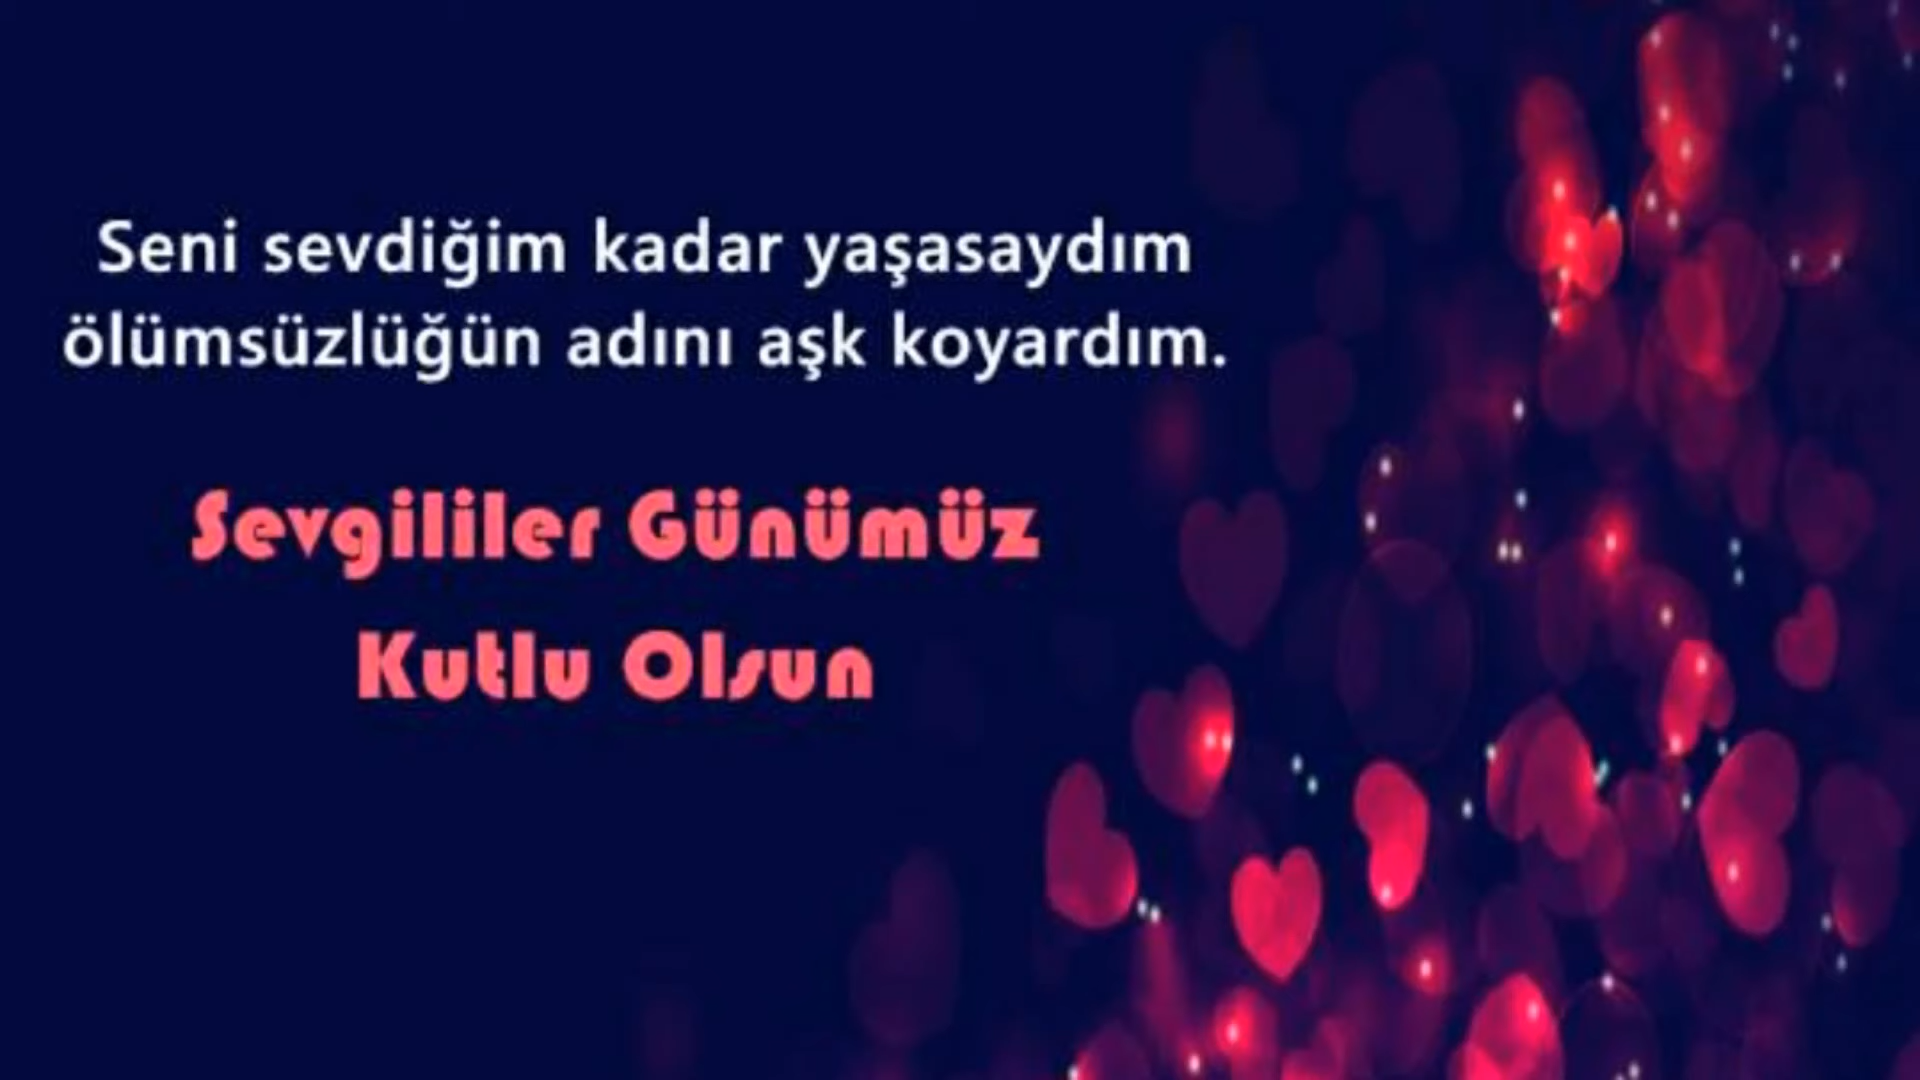 Seni sevdiğim kadar yaşasaydım
ölümsüzlüğün adını aşk koyardım.
Sevgililer Günümüz
Kutlu Olsun